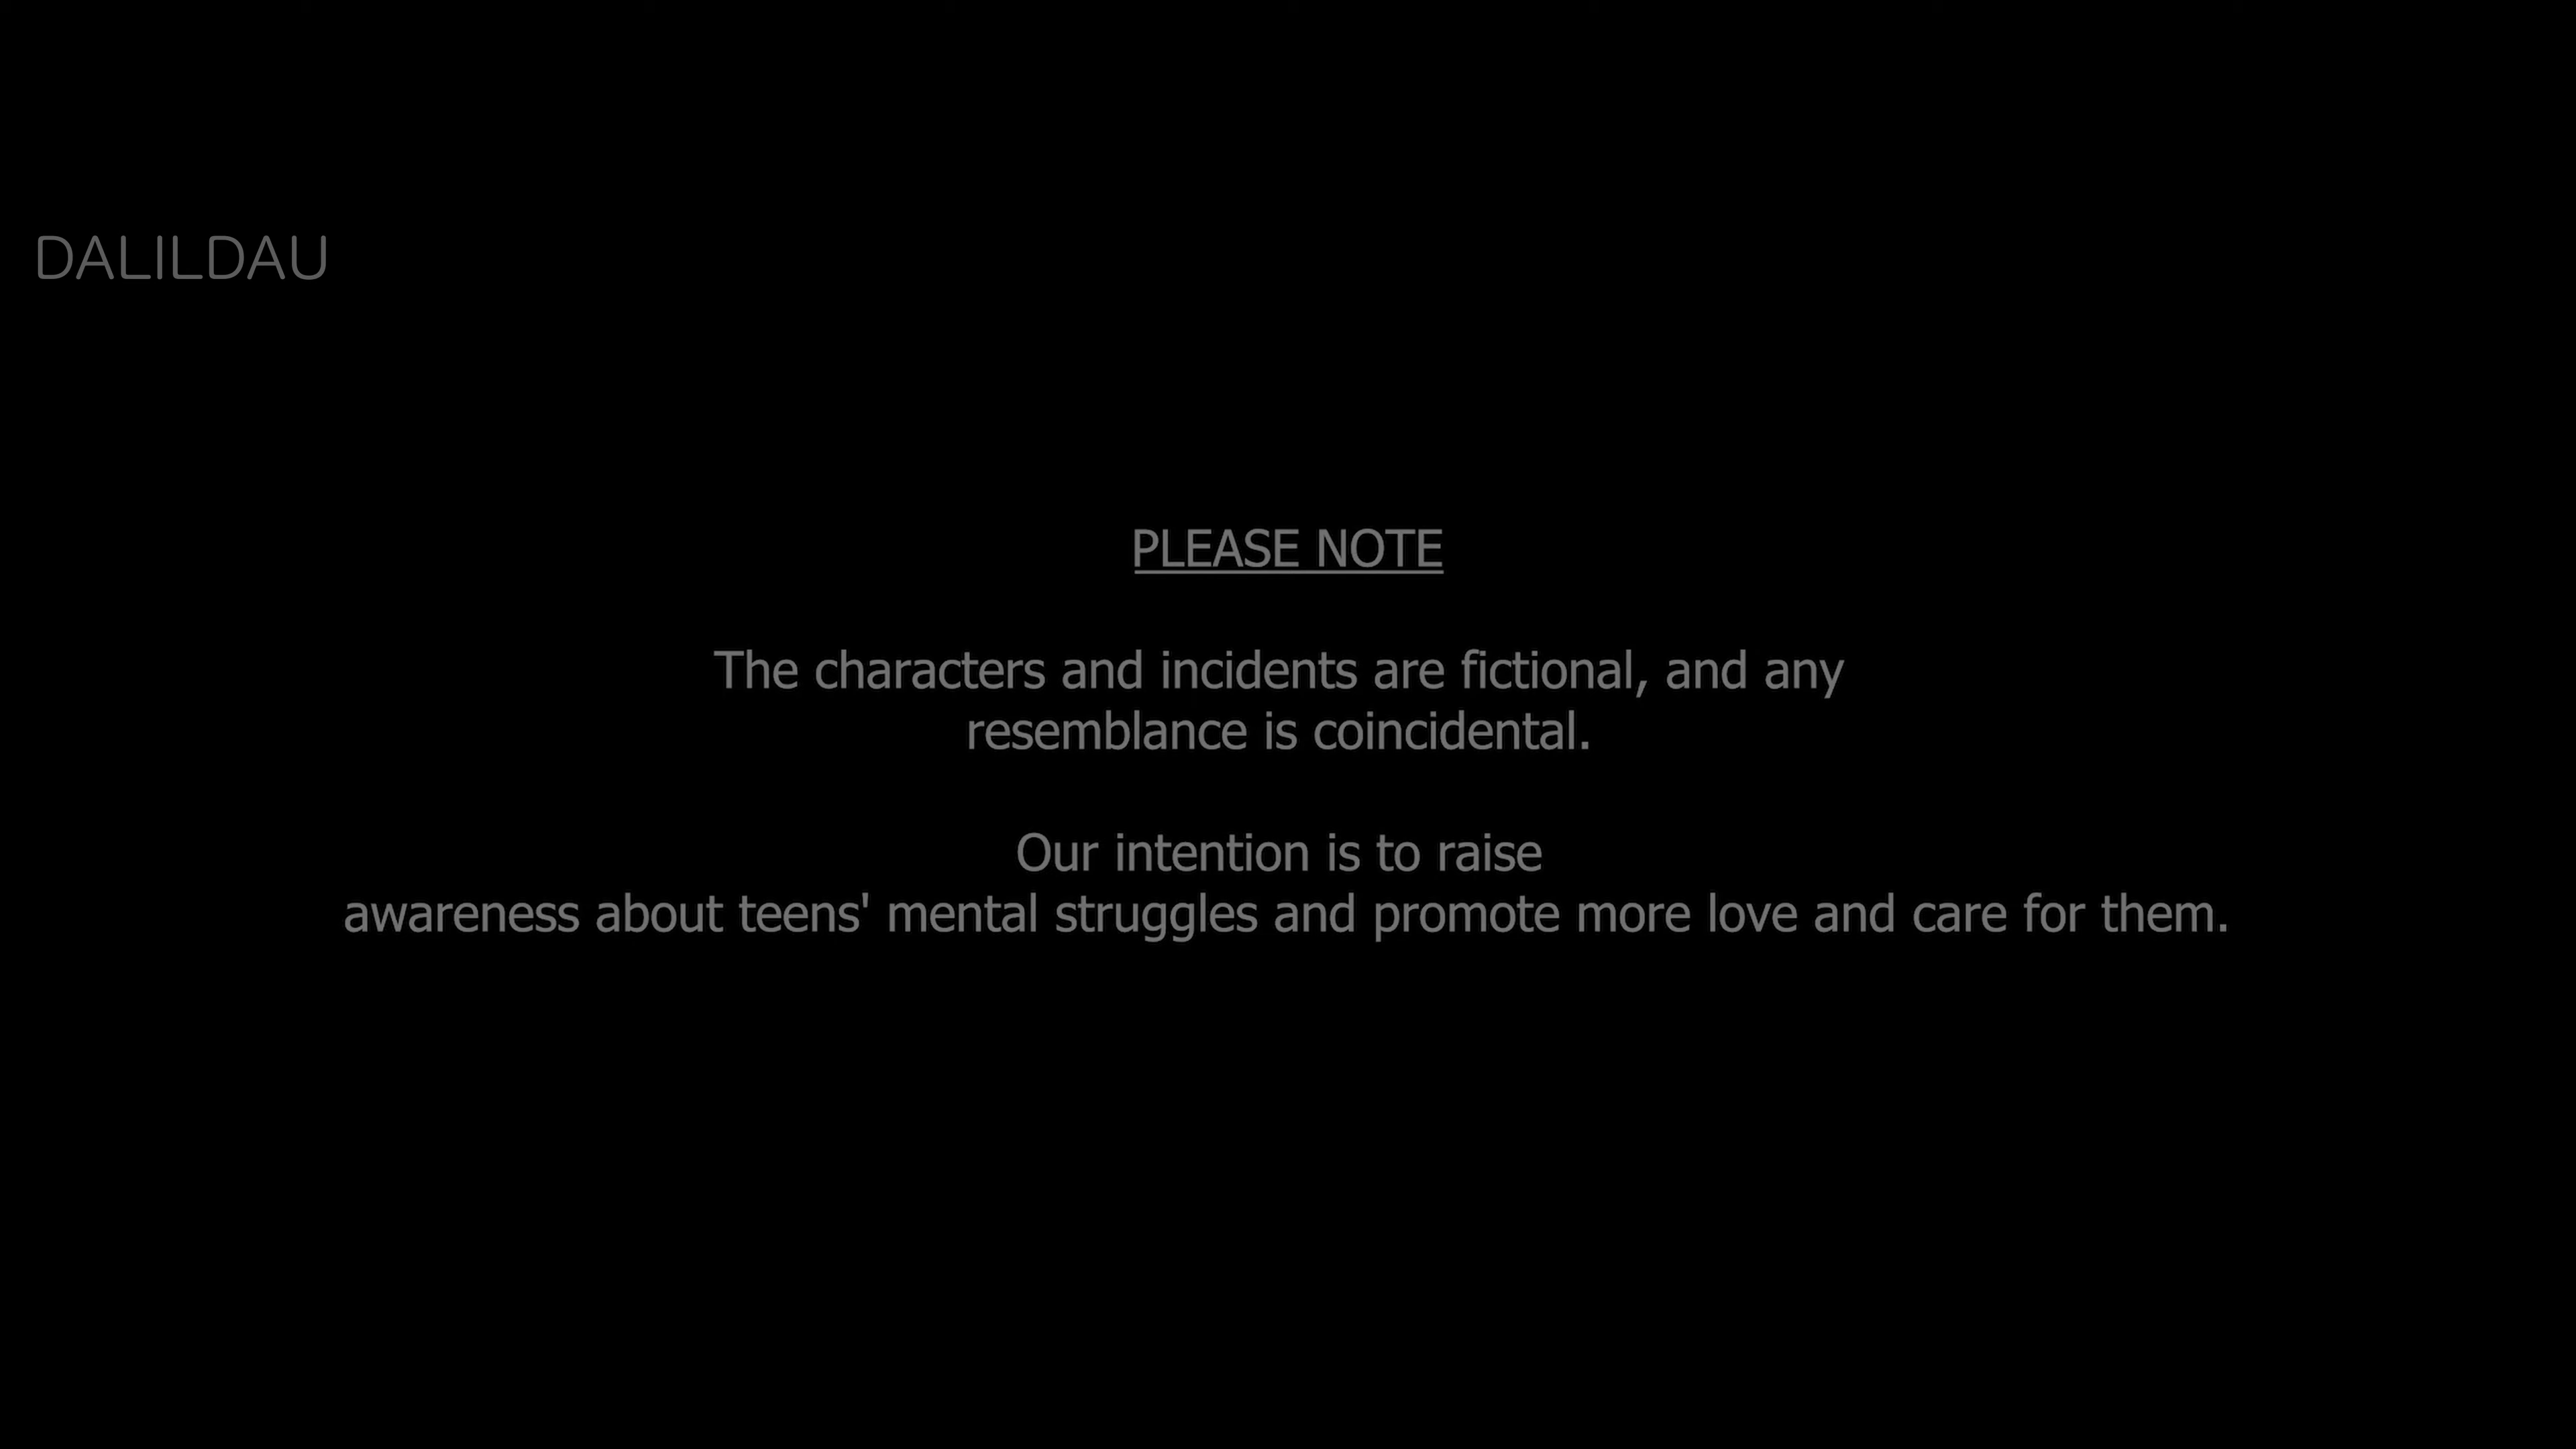 DALILDAU
PLEASE NOTE
The characters and incidents are fictional, and any
resemblance is coincidental.
Our intention is to raise
awareness about teens' mental struggles and promote more love and care for them.